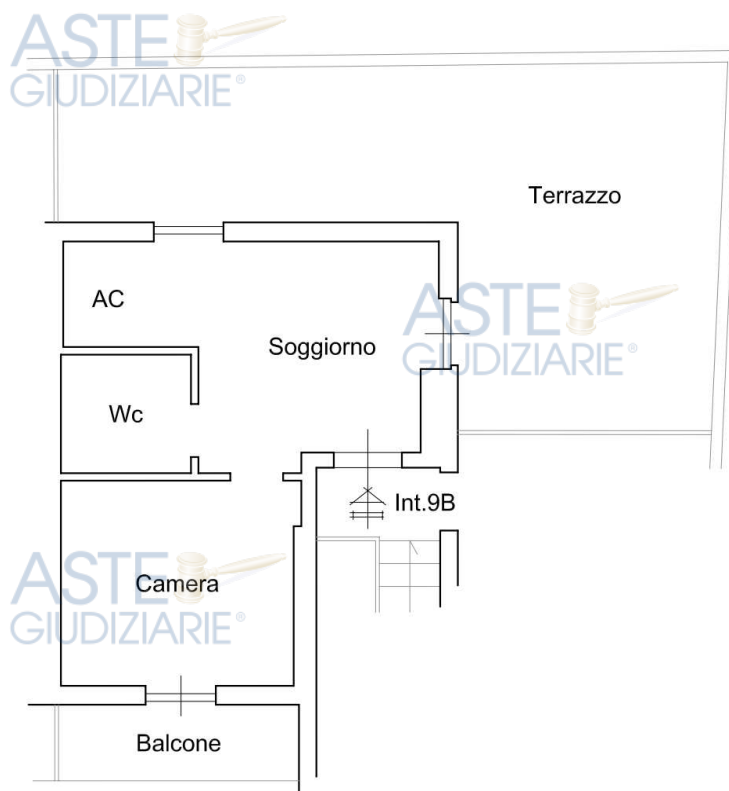 ASTE
GIUDIZIARIE®
Terrazzo
AC
ASTE
GIUDIZIARIE®
Soggiorno
Wc
Int.9B
ASTE
GIUDIZIARIE®
Camera
Balcone